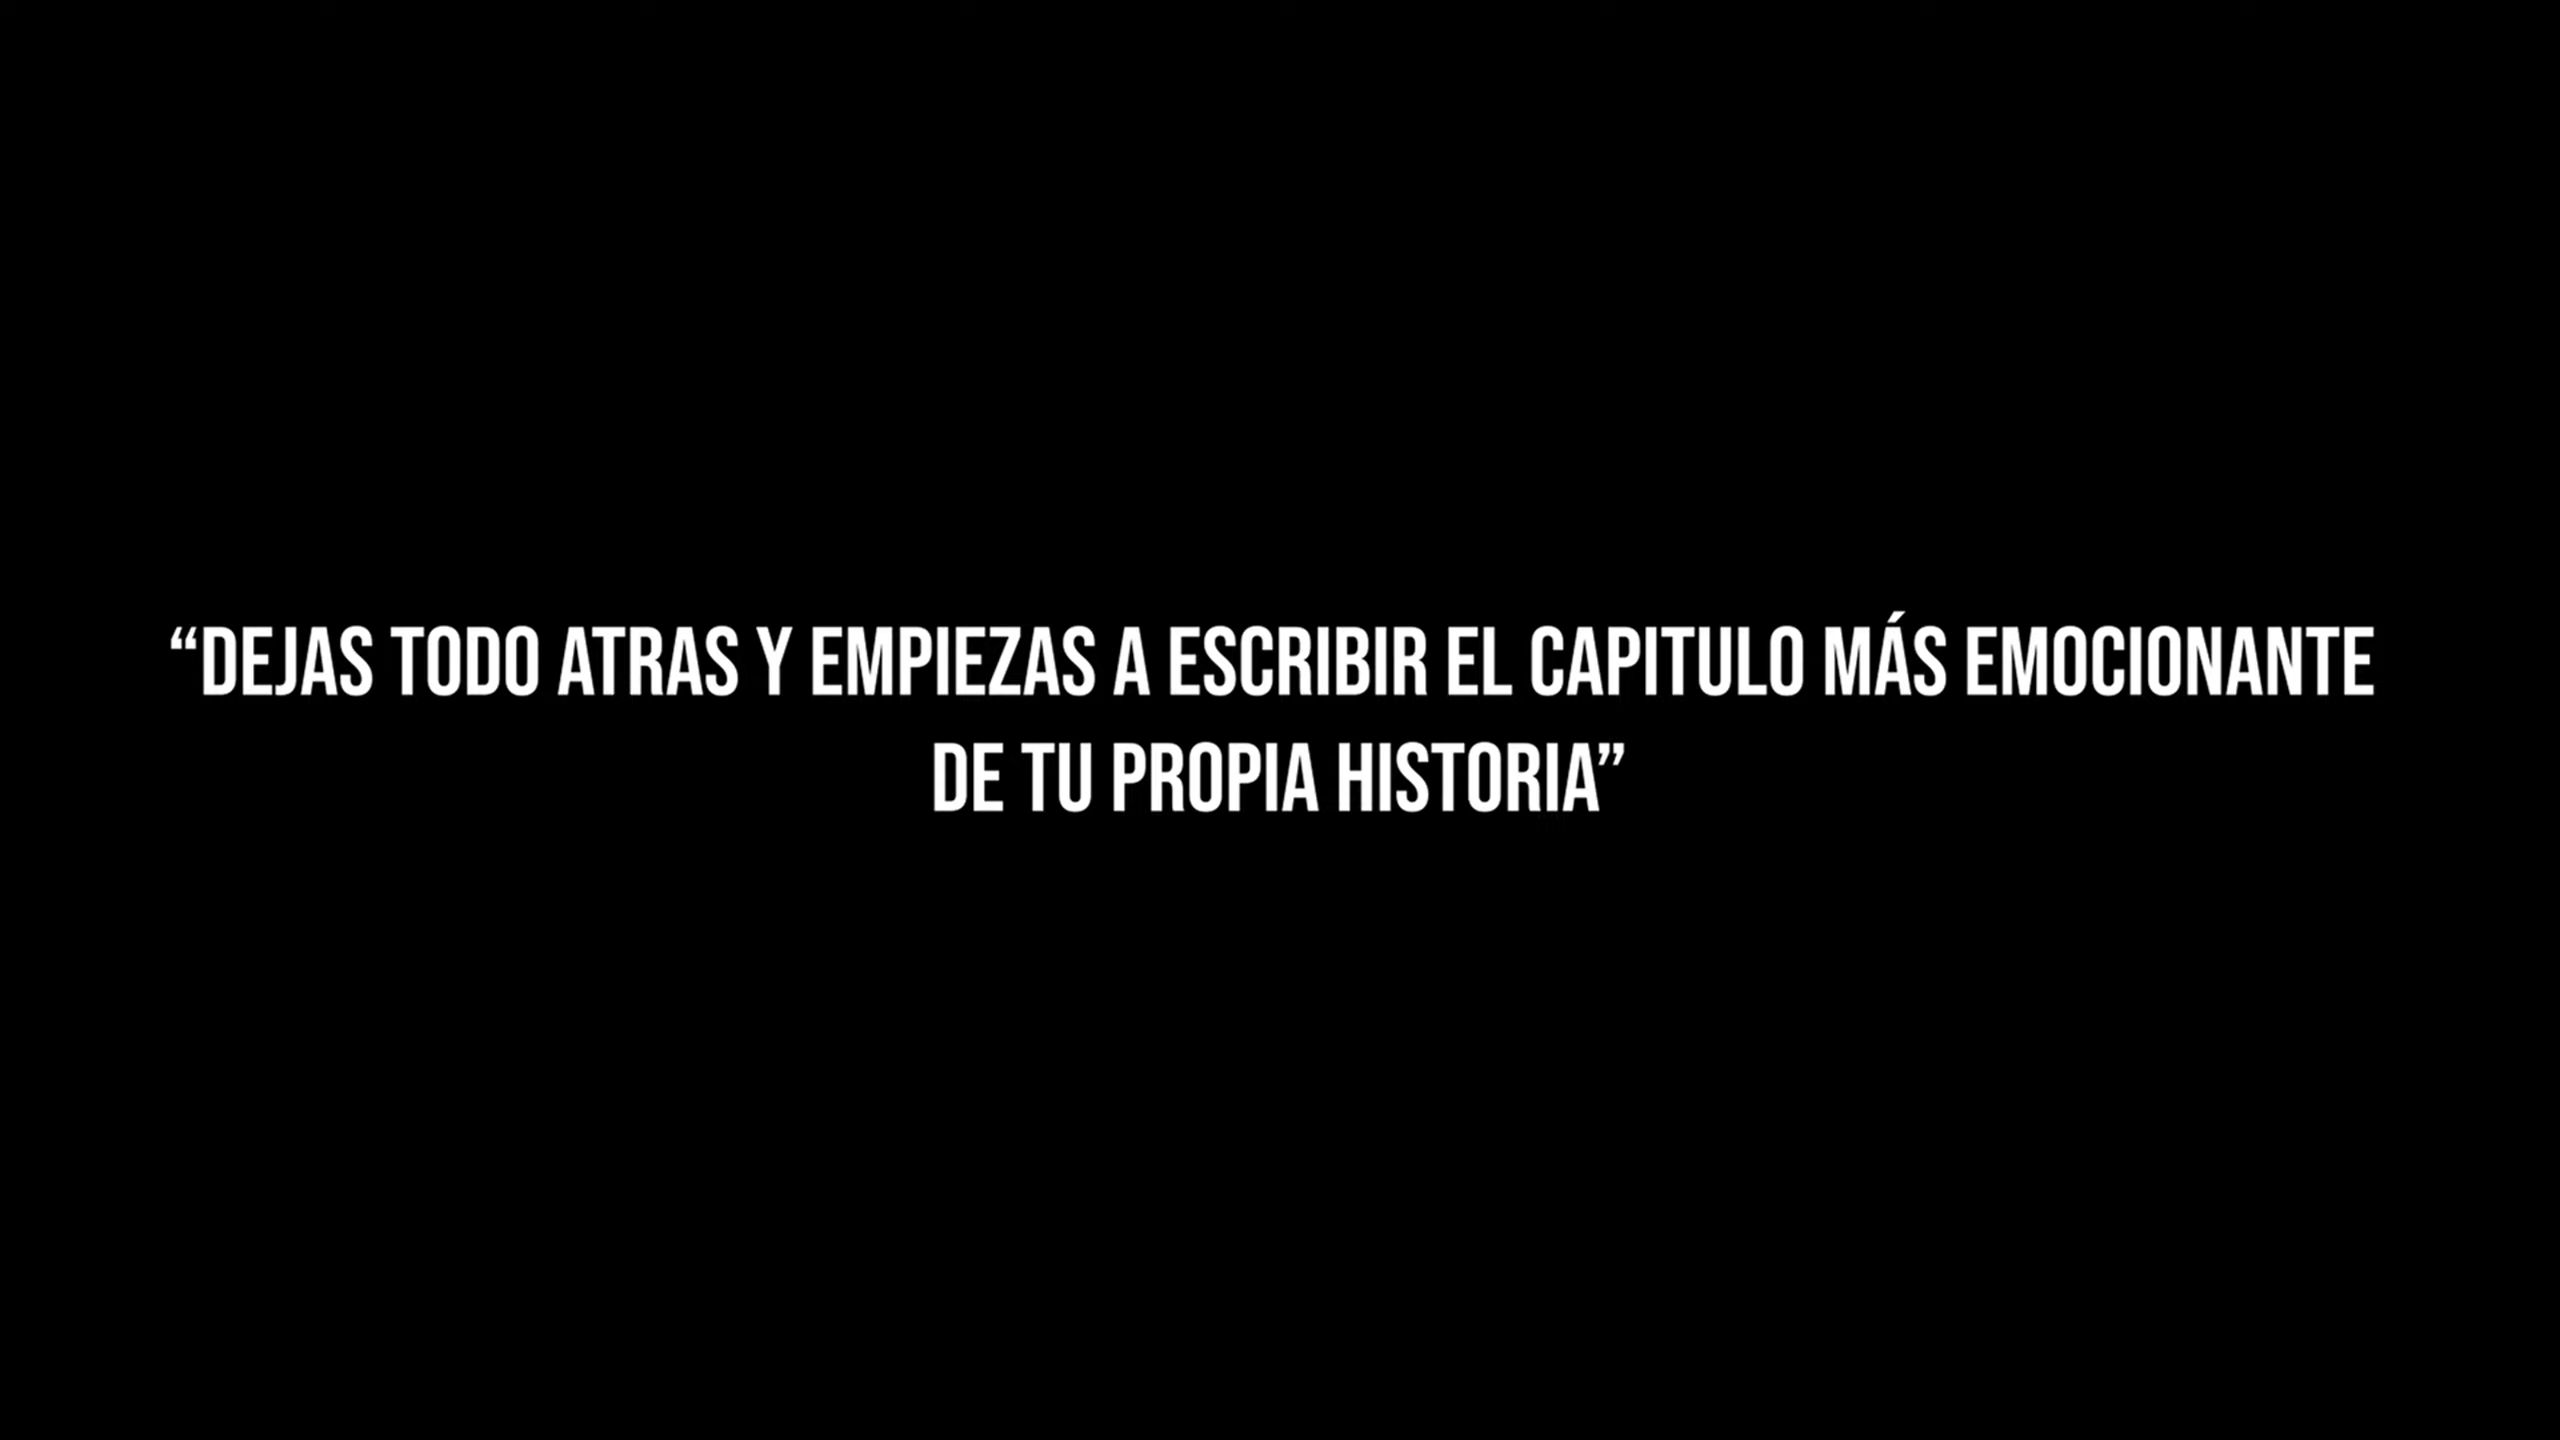 “DEJAS TODO ATRAS Y EMPIEZAS A ESCRIBIR EL CAPITULO MÁS EMOCIONANTE
DE TU PROPIA HISTORIA”